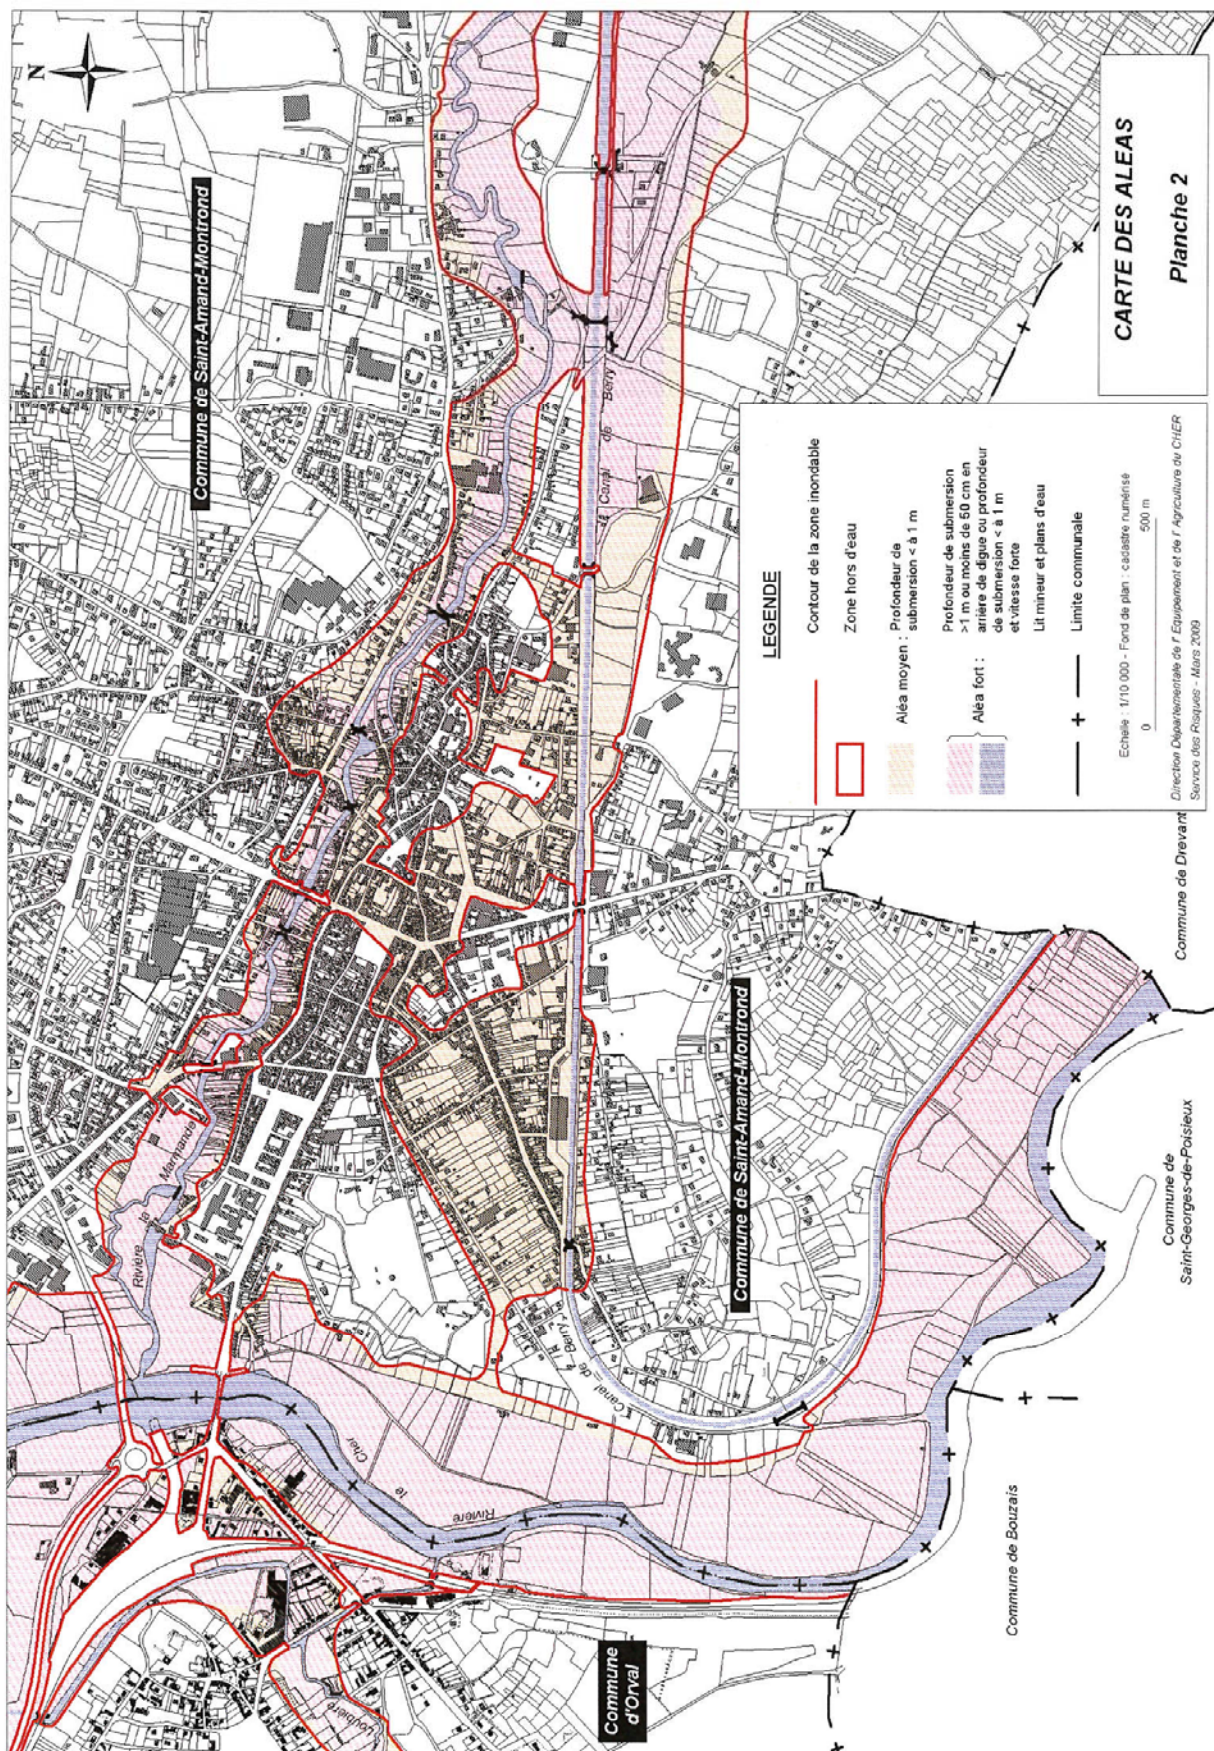 N
Commune de Saint-Amand-Montrond
Rivière la Marmande
Canal de Berry
Canal de Berry
Rivière le Cher
Loubière
Commune de Saint-Amand-Montrond
Commune
d'Orval
Commune de Bouzais
Commune de
Saint-Georges-de-Poisieux
Commune de Drevant
LEGENDE
Contour de la zone inondable
Zone hors d'eau
Aléa moyen : Profondeur de
submersion < à 1 m
Aléa fort :
Profondeur de submersion
>1 m ou moins de 50 cm en
arrière de digue ou profondeur
de submersion < à 1 m
et vitesse forte
Lit mineur et plans d'eau
Limite communale
Echelle : 1/10 000 - Fond de plan : cadastre numérisé
0 500 m
Direction Départementale de l' Equipement et de l' Agriculture du CHER
Service des Risques - Mars 2009
CARTE DES ALEAS
Planche 2